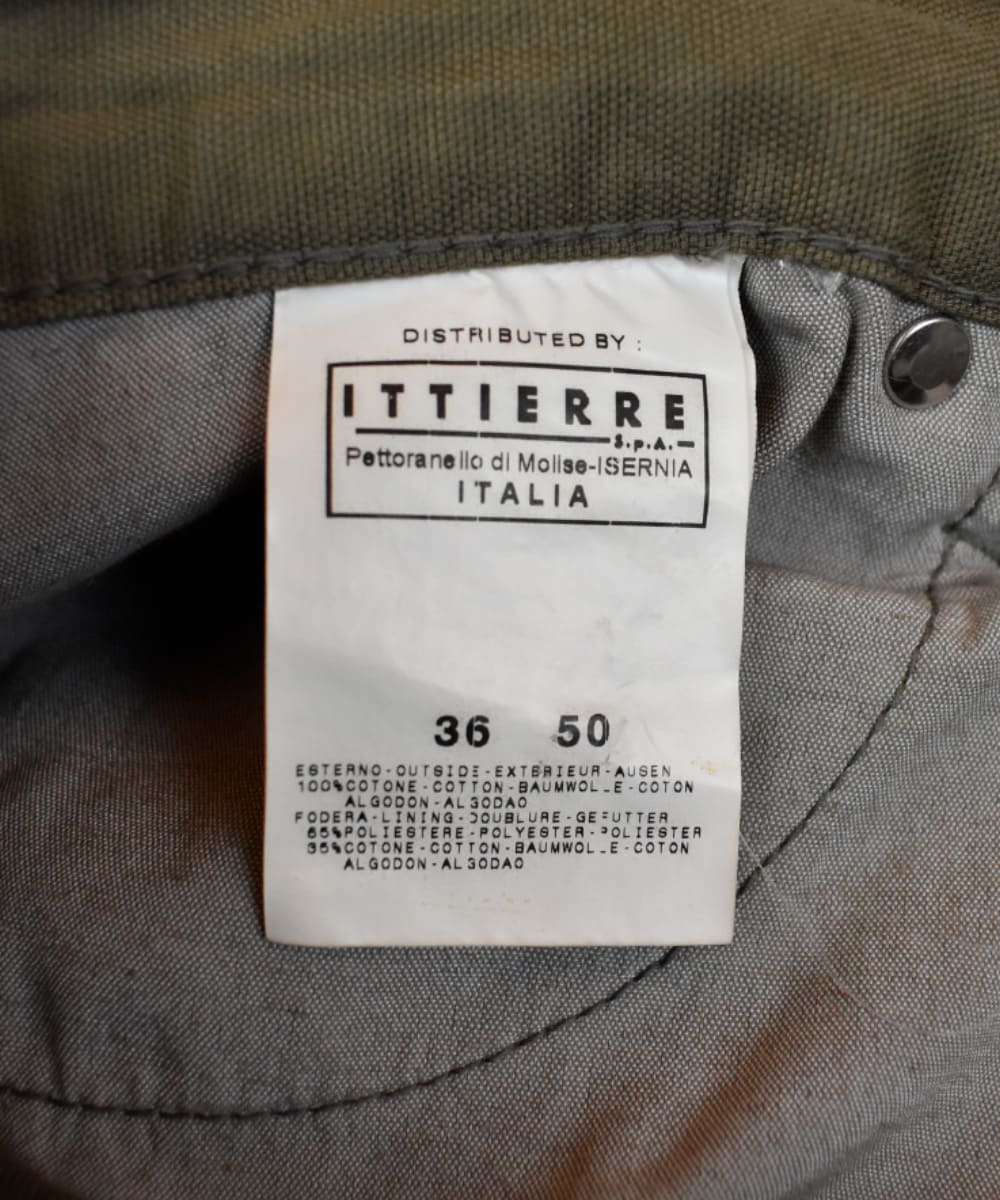 DISTRIBUTED BY :
ITTIERRE
S.p.A.
Pettoranello di Molise-ISERNIA
ITALIA
36 50
ESTERNO-OUTSIDE-EXTERIEUR-AUSEN
100%COTONE-COTTON-BAUMWOLLE-COTON
ALGODON-ALGODAO
FODERA-LINING-DOUBLURE-GEFUTTER
65%POLIESTERE-POLYESTER-POLIESTER
35%COTONE-COTTON-BAUMWOLLE-COTON
ALGODON-ALGODAO